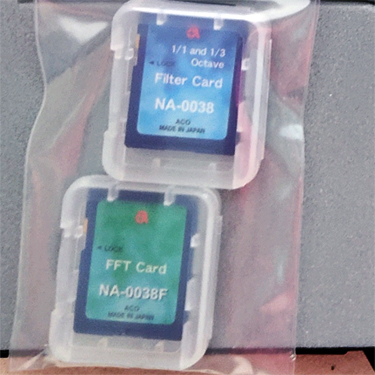 1/1 and 1/3
Octave
◄ LOCK
Filter Card
NA-0038
ACO
MADE IN JAPAN
◄ LOCK
FFT Card
NA-0038F
ACO
MADE IN JAPAN